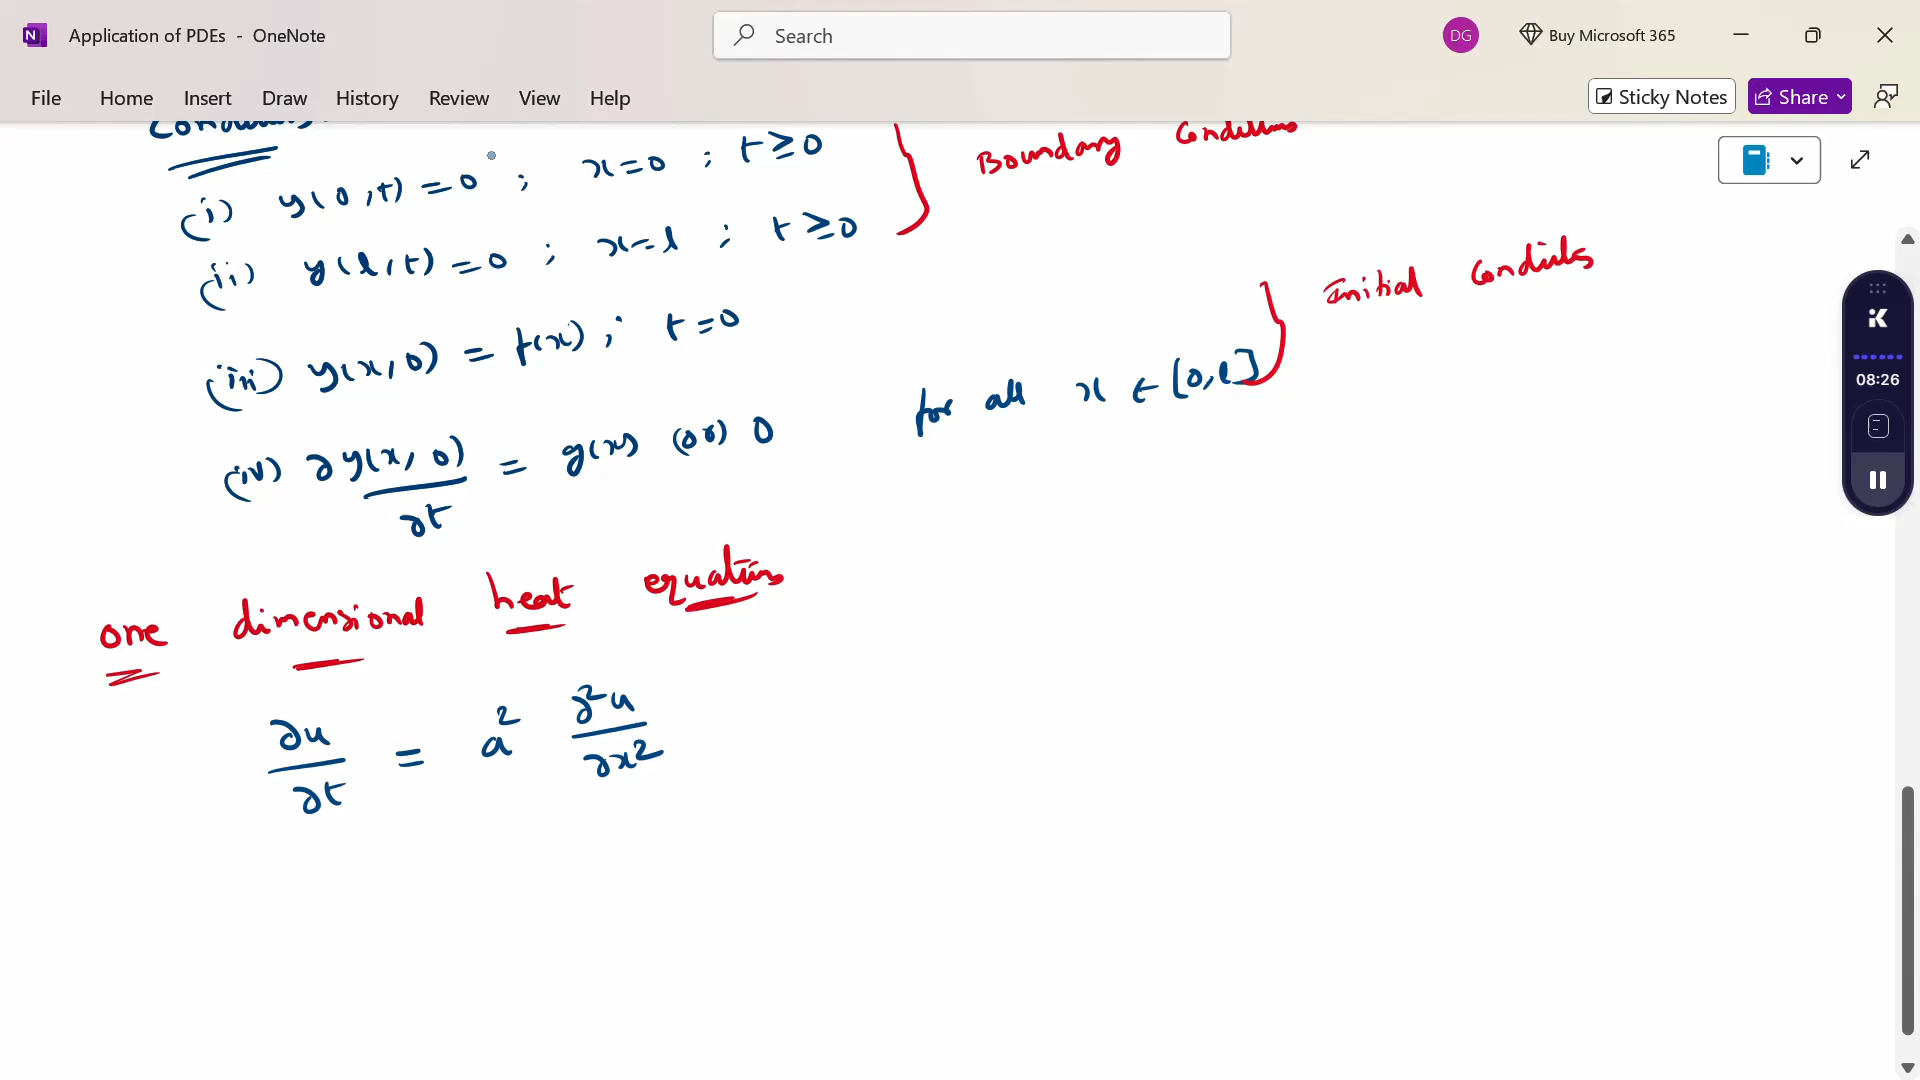 Application of PDEs - OneNote
Search
DG
Buy Microsoft 365
File Home Insert Draw History Review View Help
Sticky Notes
Share
(i) y(0,t) = 0 ; x=0 ; t≥0
Boundary
(ii) y(l,t) = 0 ; x=l ; t≥0
Initial
(iii) y(x,0) = f(x) ; t=0
for all x ∈ [0,l]
(iv) ∂y(x,0)/∂t = g(x) (or) 0
08:26
one dimensional heat equation
∂u/∂t = a² ∂²u/∂x²